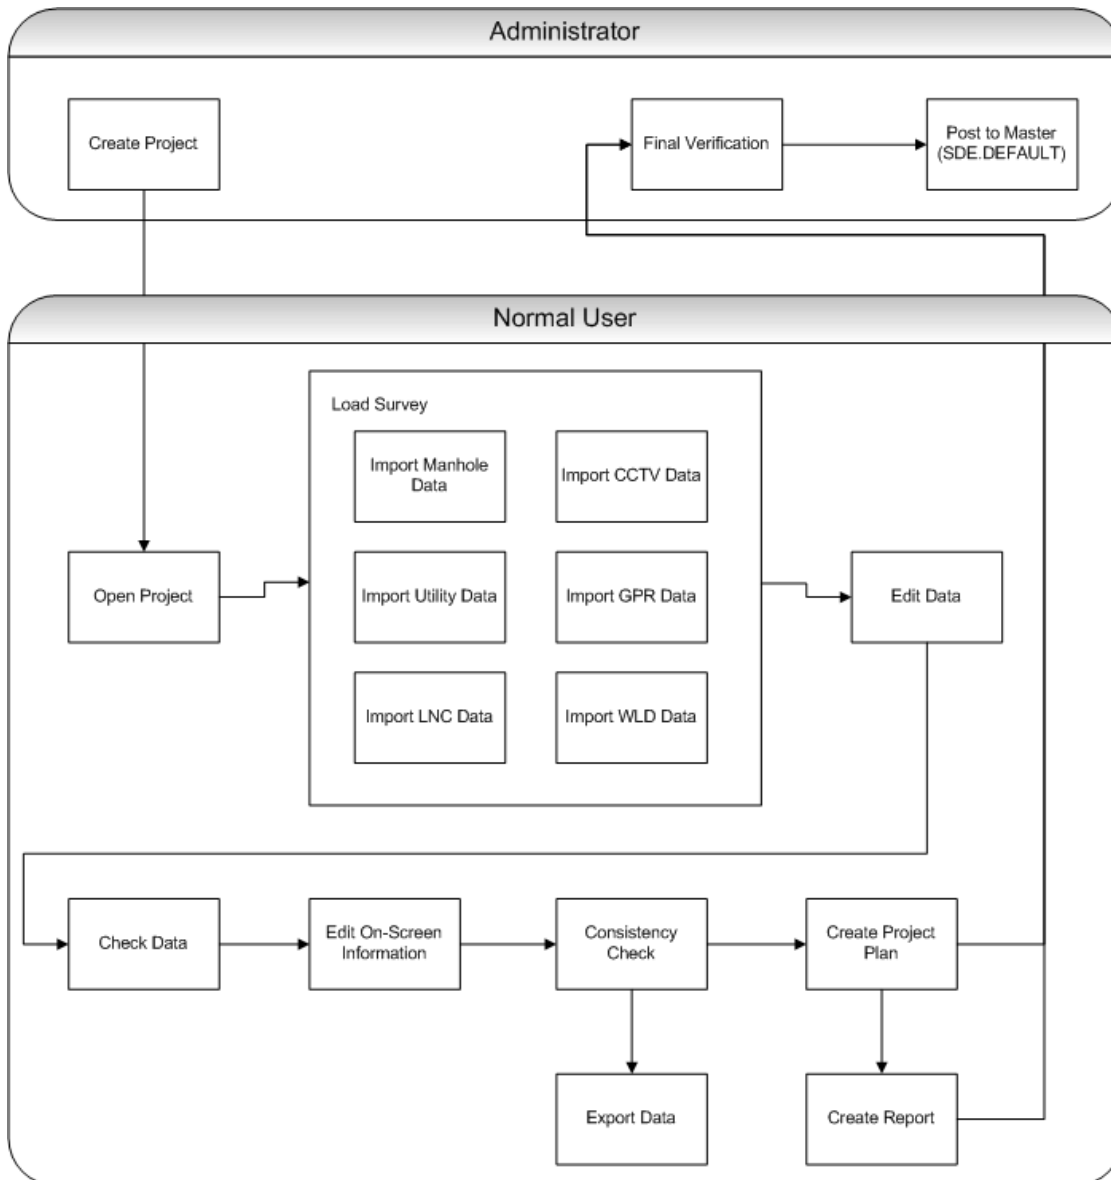 Administrator
Create Project
Final Verification
Post to Master
(SDE.DEFAULT)
Normal User
Load Survey
Import Manhole
Data
Import CCTV Data
Import Utility Data
Import GPR Data
Import LNC Data
Import WLD Data
Open Project
Edit Data
Check Data
Edit On-Screen
Information
Consistency
Check
Create Project
Plan
Export Data
Create Report